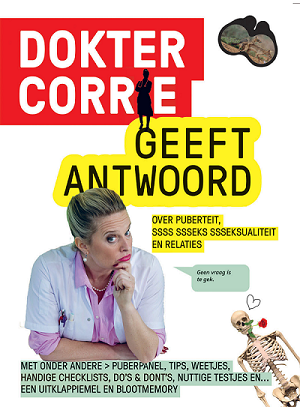 DOKTER
CORRIE
GEEFT
ANTWOORD
OVER PUBERTEIT,
SSSS SSSEKS SSSEKSUALITEIT
EN RELATIES
Geen vraag is
te gek.
MET ONDER ANDERE > PUBERPANEL, TIPS, WEETJES,
HANDIGE CHECKLISTS, DO'S & DONT'S, NUTTIGE TESTJES EN...
EEN UITKLAPPIEMEL EN BLOOTMEMORY